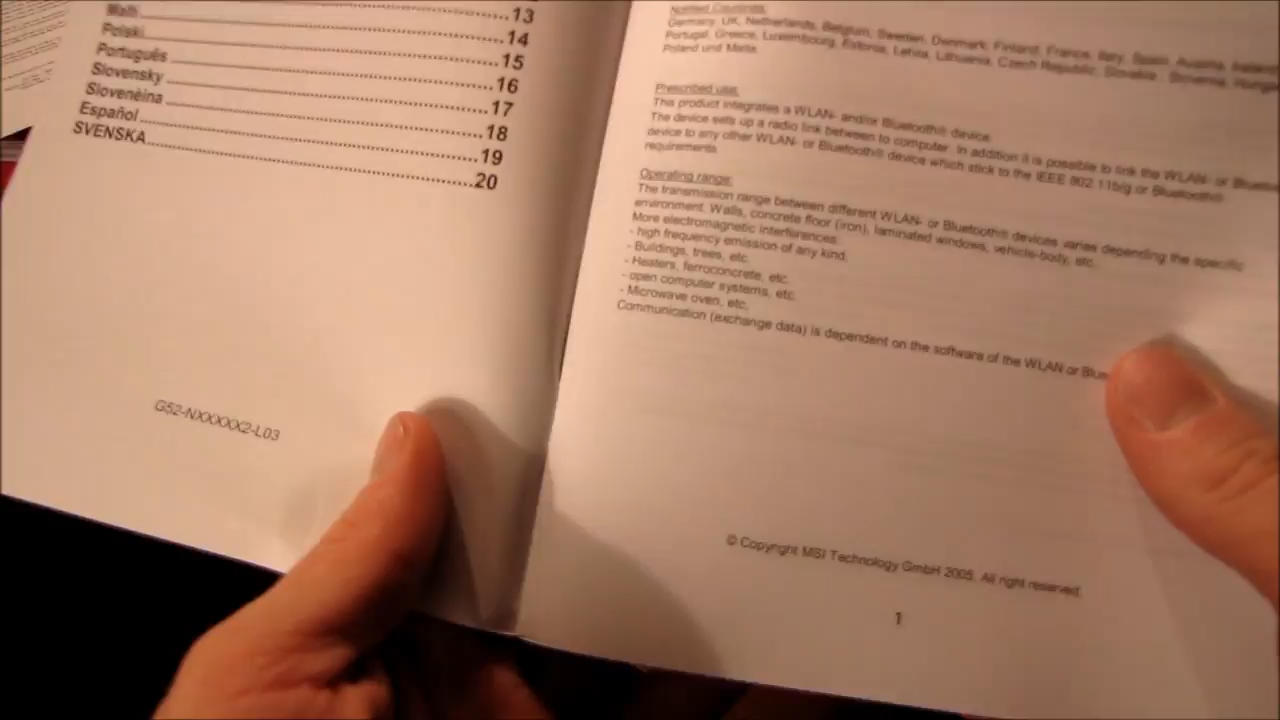 13
Malti 14
Polski 15
Português 16
Slovensky 17
Slovenèina 18
Español 19
SVENSKA 20
G52-NXXXXX2-L03
Notified Countries:
Germany, UK, Netherlands, Belgium, Sweden, Denmark, Finland, France, Italy, Spain, Austria,
Portugal, Greece, Luxembourg, Estonia, Latvia, Lithuania, Czech Republic, Slovakia, Slovenia,
Poland und Malta.
Prescribed use:
This product integrates a WLAN- and/or Bluetooth® device.
The device sets up a radio link between to computer. In addition it is possible to link the WLAN- or
device to any other WLAN- or Bluetooth® device which stick to the IEEE 802.11b/g or Bluetooth®
requirements.
Operating range:
The transmission range between different WLAN- or Bluetooth® devices varies depending the specific
environment. Walls, concrete floor (iron), laminated windows, vehicle-body, etc.
More electromagnetic interferences:
- high frequency emission of any kind.
- Buildings, trees, etc.
- Heaters, ferroconcrete, etc.
- open computer systems, etc.
- Microwave oven, etc.
Communication (exchange data) is dependent on the software of the WLAN or Blue
© Copyright MSI Technology GmbH 2005. All right reserved.
1